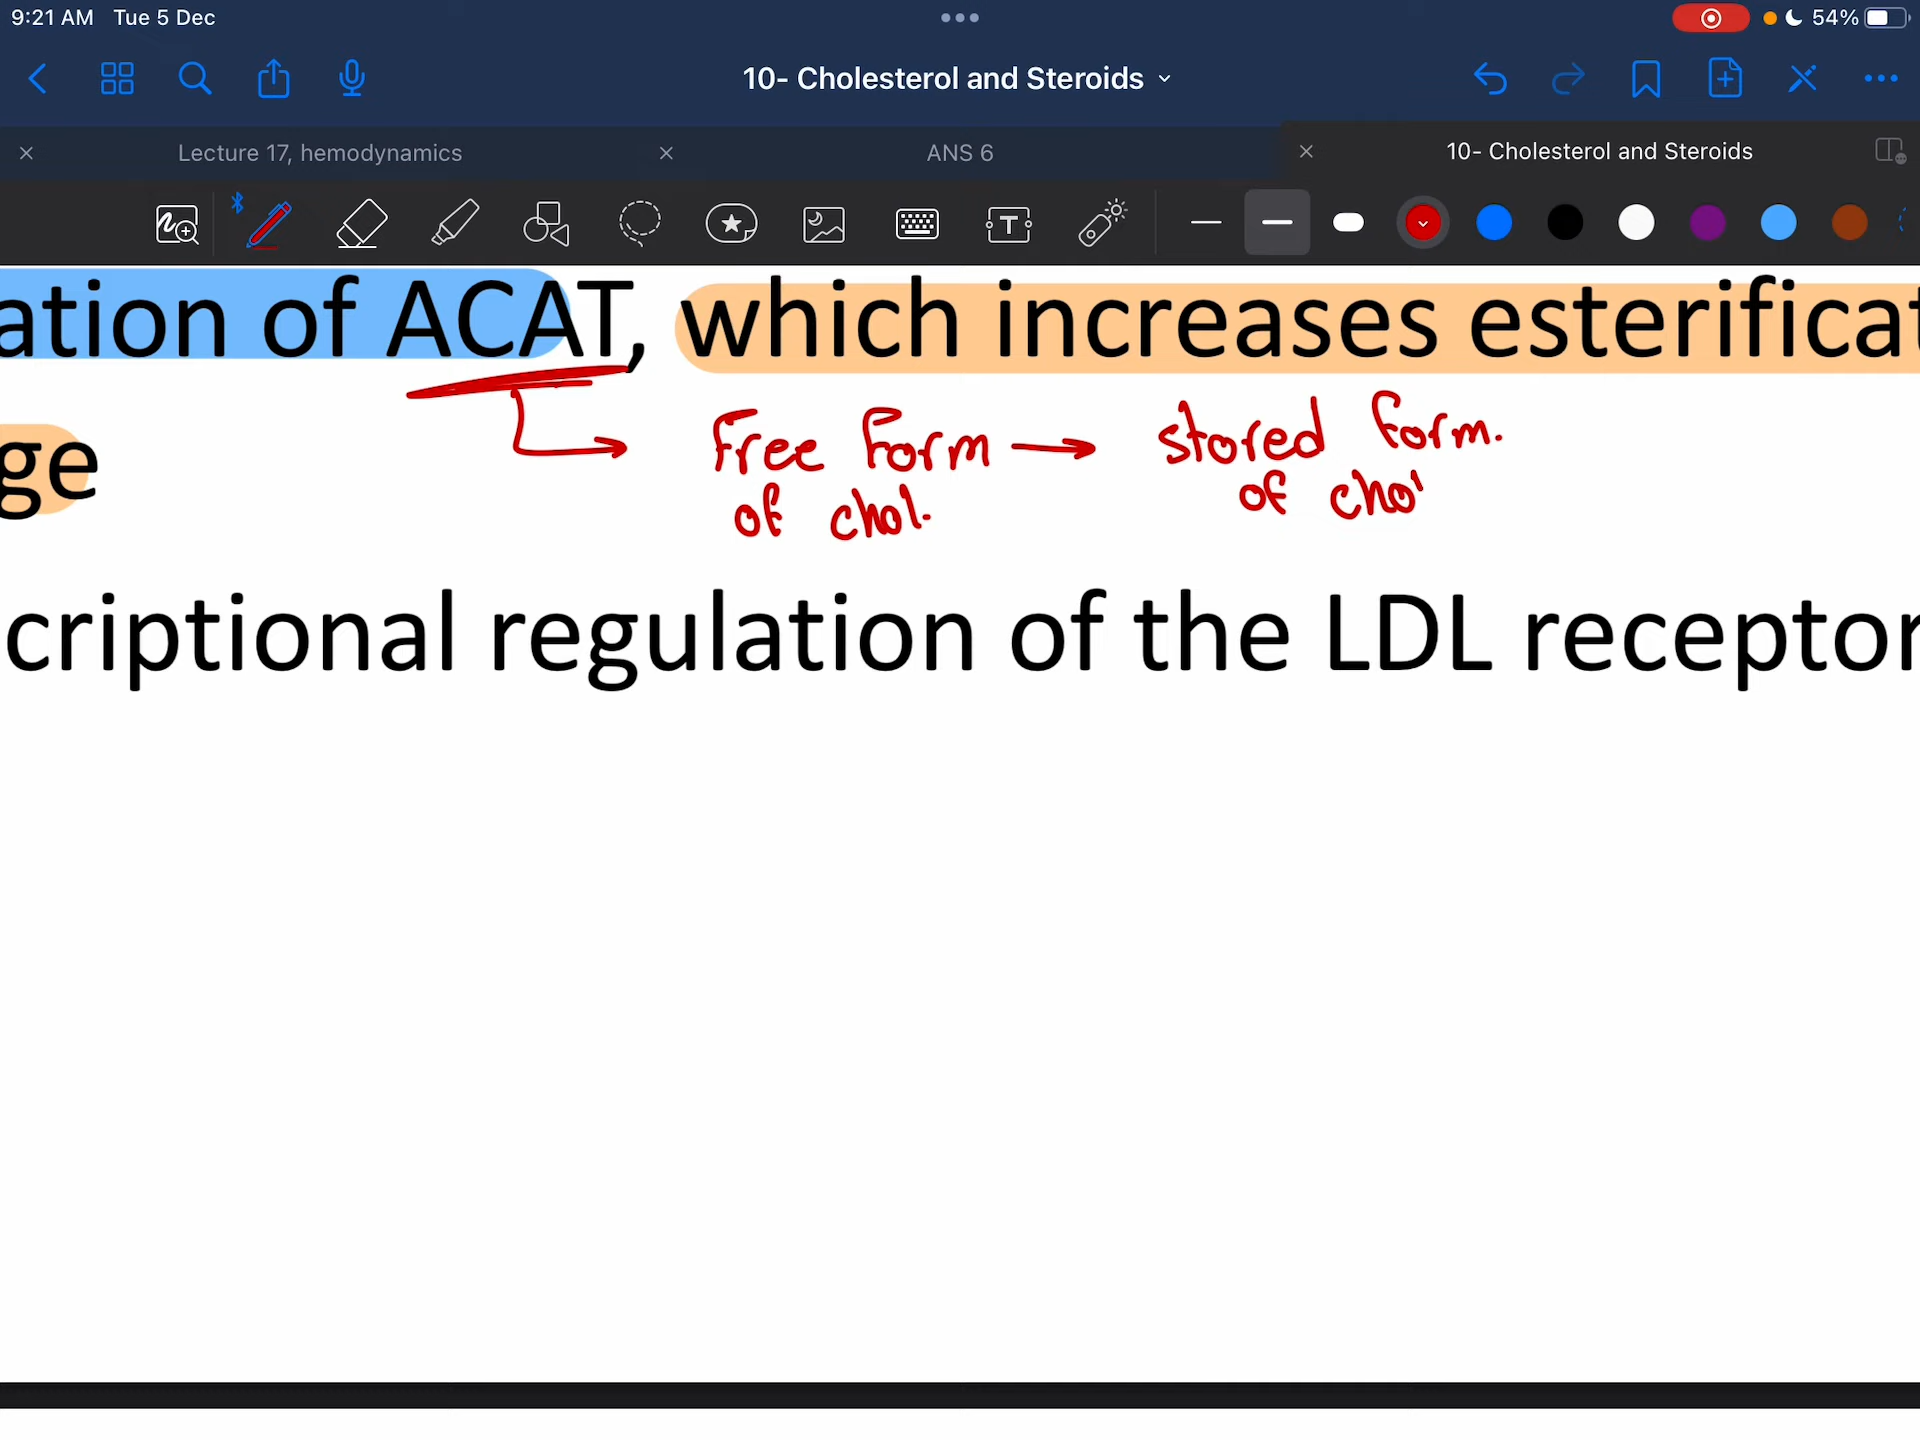 9:21 AM Tue 5 Dec
54%
10- Cholesterol and Steroids
Lecture 17, hemodynamics
ANS 6
10- Cholesterol and Steroids
ation of ACAT, which increases esterificat
Free Form → stored form.
of chol. of cho'
ge
criptional regulation of the LDL receptor